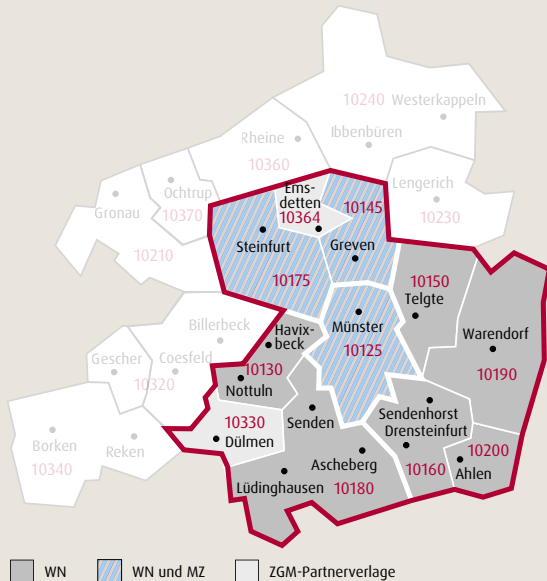 10240 Westerkappeln
Rheine
Ibbenbüren
10360
Lengerich
Ochtrup
Ems-
detten
10145
Gronau
10370
10364
10230
Steinfurt
Greven
10210
10175
10150
Telgte
Billerbeck
Havix-
beck
Münster
Warendorf
Gescher
Coesfeld
10130
10125
10190
10320
Nottuln
10330
Senden
Sendenhorst
Borken
Reken
Dülmen
Drensteinfurt
10340
Ascheberg
10200
Lüdinghausen
10180
10160
Ahlen
WN
WN und MZ
ZGM-Partnerverlage